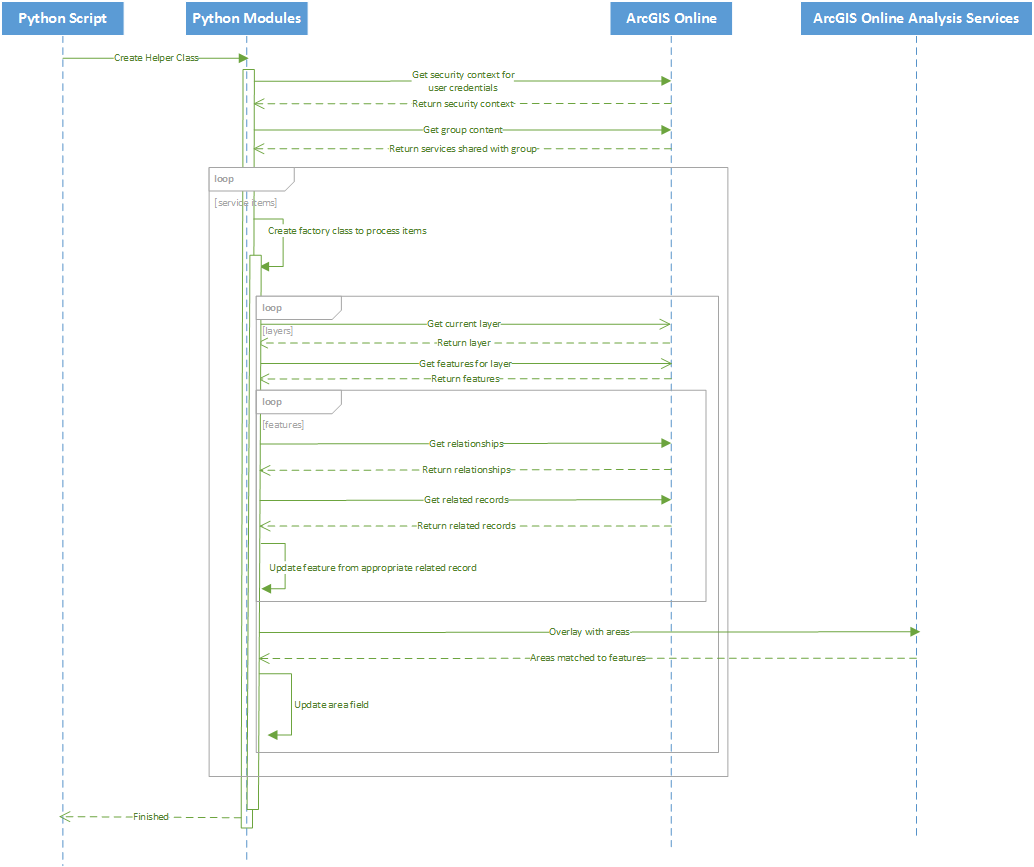 Python Script
Python Modules
ArcGIS Online
ArcGIS Online Analysis Services
Create Helper Class
Get security context for
user credentials
Return security context
Get group content
Return services shared with group
loop
[service items]
Create factory class to process items
loop
[layers]
Get current layer
Return layer
Get features for layer
Return features
loop
[features]
Get relationships
Return relationships
Get related records
Return related records
Update feature from appropriate related record
Overlay with areas
Areas matched to features
Update area field
Finished